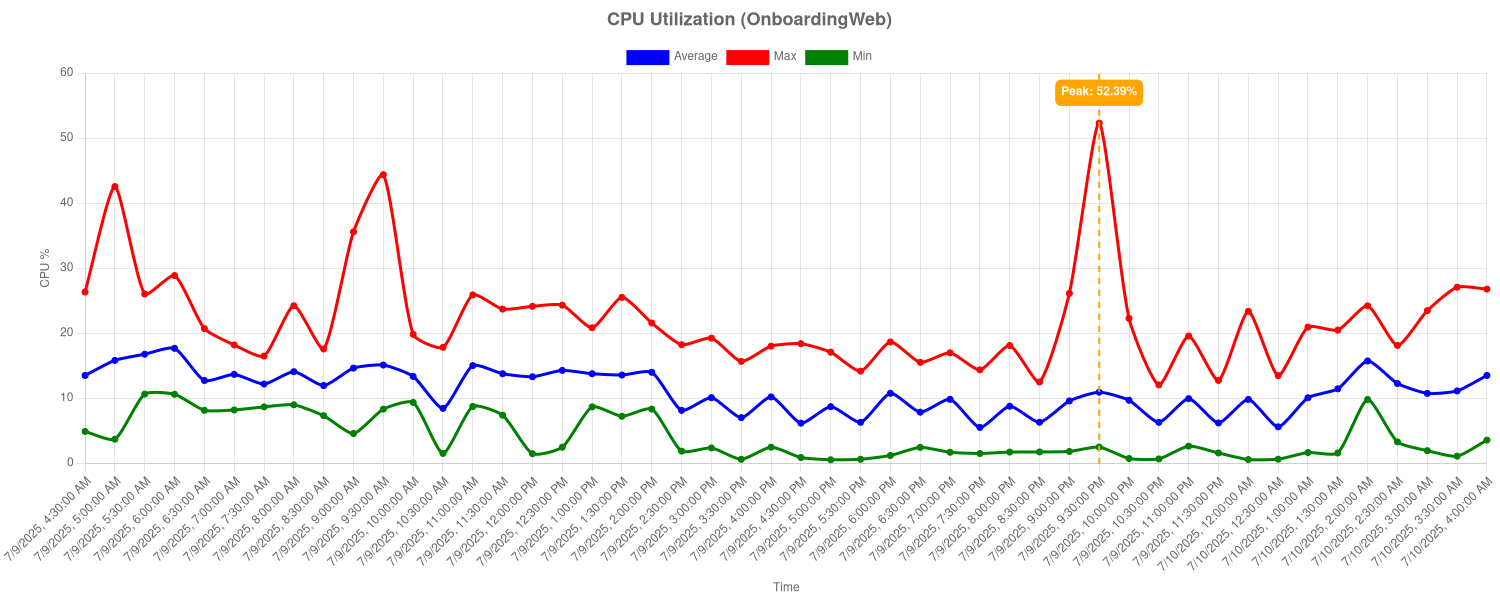 CPU Utilization (OnboardingWeb)
Average Max Min
Peak: 52.39%
60
50
40
30
20
10
0
CPU %
7/9/2025, 4:30:00 AM
7/9/2025, 5:00:00 AM
7/9/2025, 5:30:00 AM
7/9/2025, 6:00:00 AM
7/9/2025, 6:30:00 AM
7/9/2025, 7:00:00 AM
7/9/2025, 7:30:00 AM
7/9/2025, 8:00:00 AM
7/9/2025, 8:30:00 AM
7/9/2025, 9:00:00 AM
7/9/2025, 9:30:00 AM
7/9/2025, 10:00:00 AM
7/9/2025, 10:30:00 AM
7/9/2025, 11:00:00 AM
7/9/2025, 11:30:00 AM
7/9/2025, 12:00:00 PM
7/9/2025, 12:30:00 PM
7/9/2025, 1:00:00 PM
7/9/2025, 1:30:00 PM
7/9/2025, 2:00:00 PM
7/9/2025, 2:30:00 PM
7/9/2025, 3:00:00 PM
7/9/2025, 3:30:00 PM
7/9/2025, 4:00:00 PM
7/9/2025, 4:30:00 PM
7/9/2025, 5:00:00 PM
7/9/2025, 5:30:00 PM
7/9/2025, 6:00:00 PM
7/9/2025, 6:30:00 PM
7/9/2025, 7:00:00 PM
7/9/2025, 7:30:00 PM
7/9/2025, 8:00:00 PM
7/9/2025, 8:30:00 PM
7/9/2025, 9:00:00 PM
7/9/2025, 9:30:00 PM
7/9/2025, 10:00:00 PM
7/9/2025, 10:30:00 PM
7/9/2025, 11:00:00 PM
7/9/2025, 11:30:00 PM
7/10/2025, 12:00:00 AM
7/10/2025, 12:30:00 AM
7/10/2025, 1:00:00 AM
7/10/2025, 1:30:00 AM
7/10/2025, 2:00:00 AM
7/10/2025, 2:30:00 AM
7/10/2025, 3:00:00 AM
7/10/2025, 3:30:00 AM
7/10/2025, 4:00:00 AM
Time